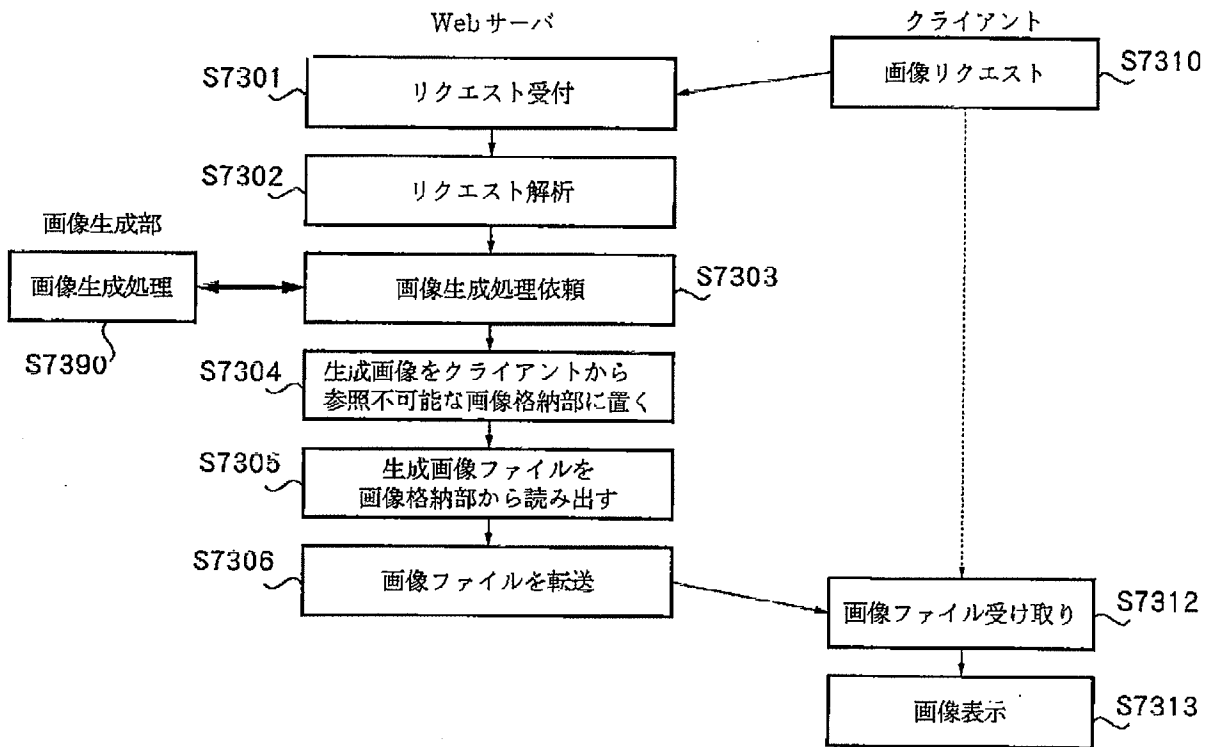 Webサーバ
クライアント
S7301
リクエスト受付
画像リクエスト
S7310
S7302
リクエスト解析
画像生成部
画像生成処理
S7390
画像生成処理依頼
S7303
S7304
生成画像をクライアントから
参照不可能な画像格納部に置く
S7305
生成画像ファイルを
画像格納部から読み出す
S7306
画像ファイルを転送
画像ファイル受け取り
S7312
画像表示
S7313